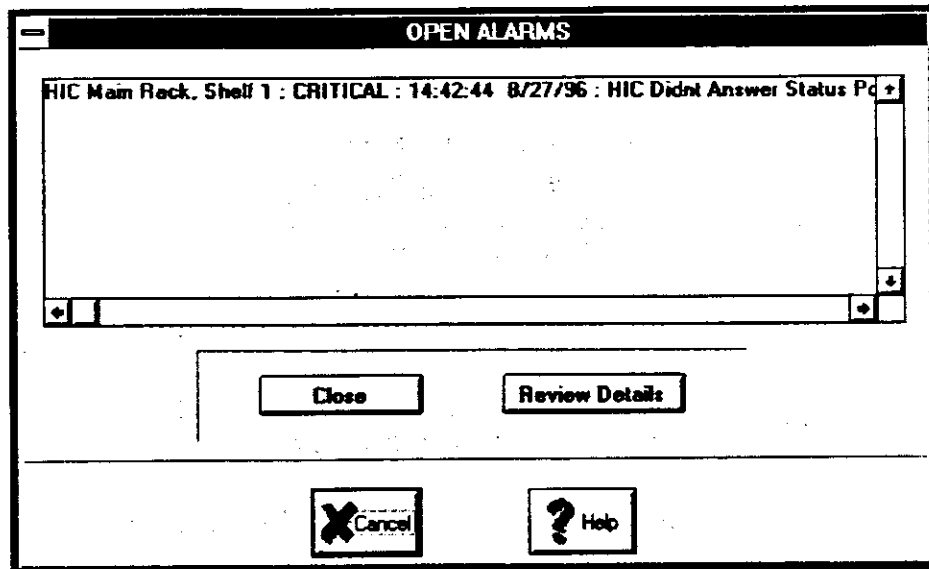 OPEN ALARMS
HIC Main Rack, Shelf 1 : CRITICAL : 14:42:44 8/27/96 : HIC Didnt Answer Status
Close
Review Details
Cancel
Help